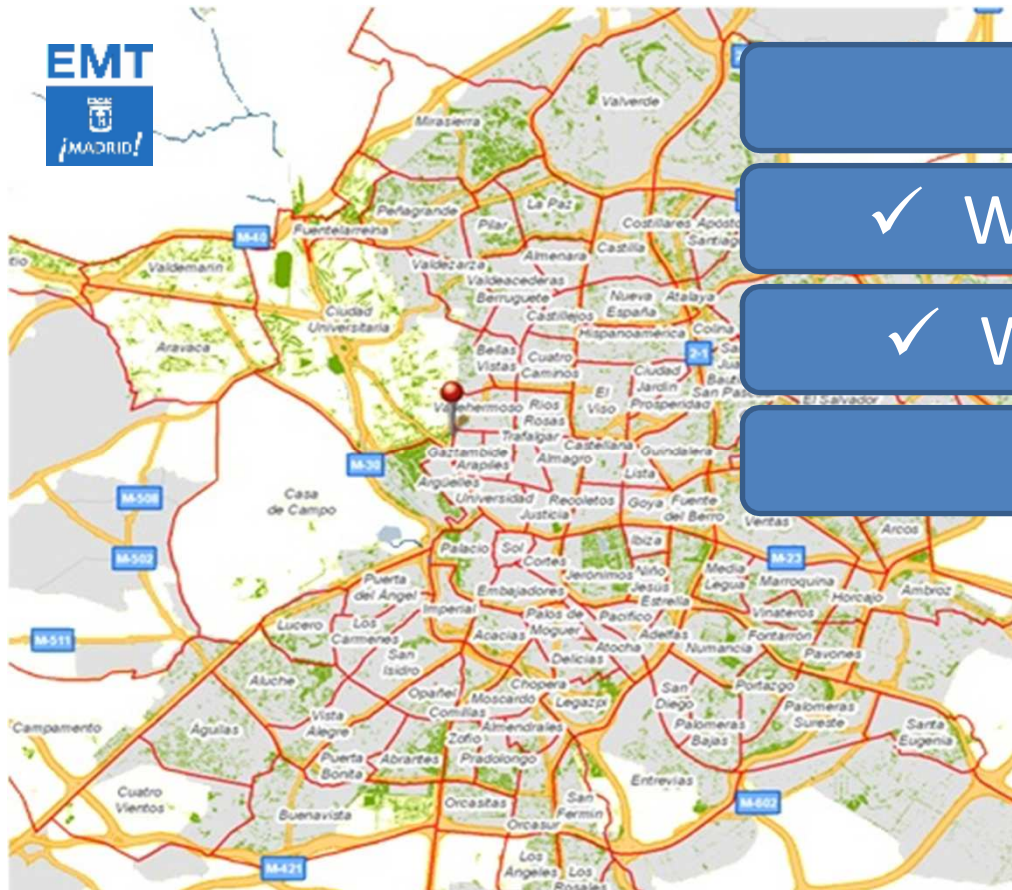 EMT
¡MADRID!
Valverde
Mirasierra
Peñagrande
La Paz
Pilar
Costillares
Fuentelarreina
M-40
Castilla
Almenara
Valdezarza
Valdemarín
Valdeacederas
Berruguete
Nueva
España
Atalaya
Castillejos
Ciudad
Universitaria
Hispanoamérica
Colina
Aravaca
Bellas
Vistas
Cuatro
Caminos
2-1
Ciudad
Jardín
El
Viso
Prosperidad
El Salvador
Ríos
Rosas
Trafalgar
Gaztambide
Arapiles
Castellana
Almagro
Guindalera
M-30
Lista
Argüelles
Universidad
Recoletos
Goya
Fuente
del Berro
Justicia
M-508
Casa
de Campo
Ventas
Arcos
Palacio
Sol
Cortes
Ibiza
M-502
M-23
Jerónimos
Niño
Jesús
Media
Legua
Marroquina
Horcajo
Ambroz
Puerta
del Ángel
Embajadores
Estrella
Imperial
Palos de
Moguer
Pacífico
Vinateros
Lucero
Los
Cármenes
Acacias
Atocha
Adelfas
Numancia
Fontarrón
Pavones
M-511
San
Isidro
Delicias
Aluche
Opañel
Chopera
Legazpi
San
Diego
Portazgo
Moscardó
Comillas
Palomeras
Sureste
Campamento
Águilas
Vista
Alegre
Almendrales
Zofío
Palomeras
Bajas
Santa
Eugenia
Puerta
Bonita
Abrantes
Pradolongo
Entrevías
Cuatro
Vientos
Orcasitas
San
Fermín
M-602
Buenavista
Orcasur
M-421
Los
Ángeles
Los
Rosales
✓ W
✓